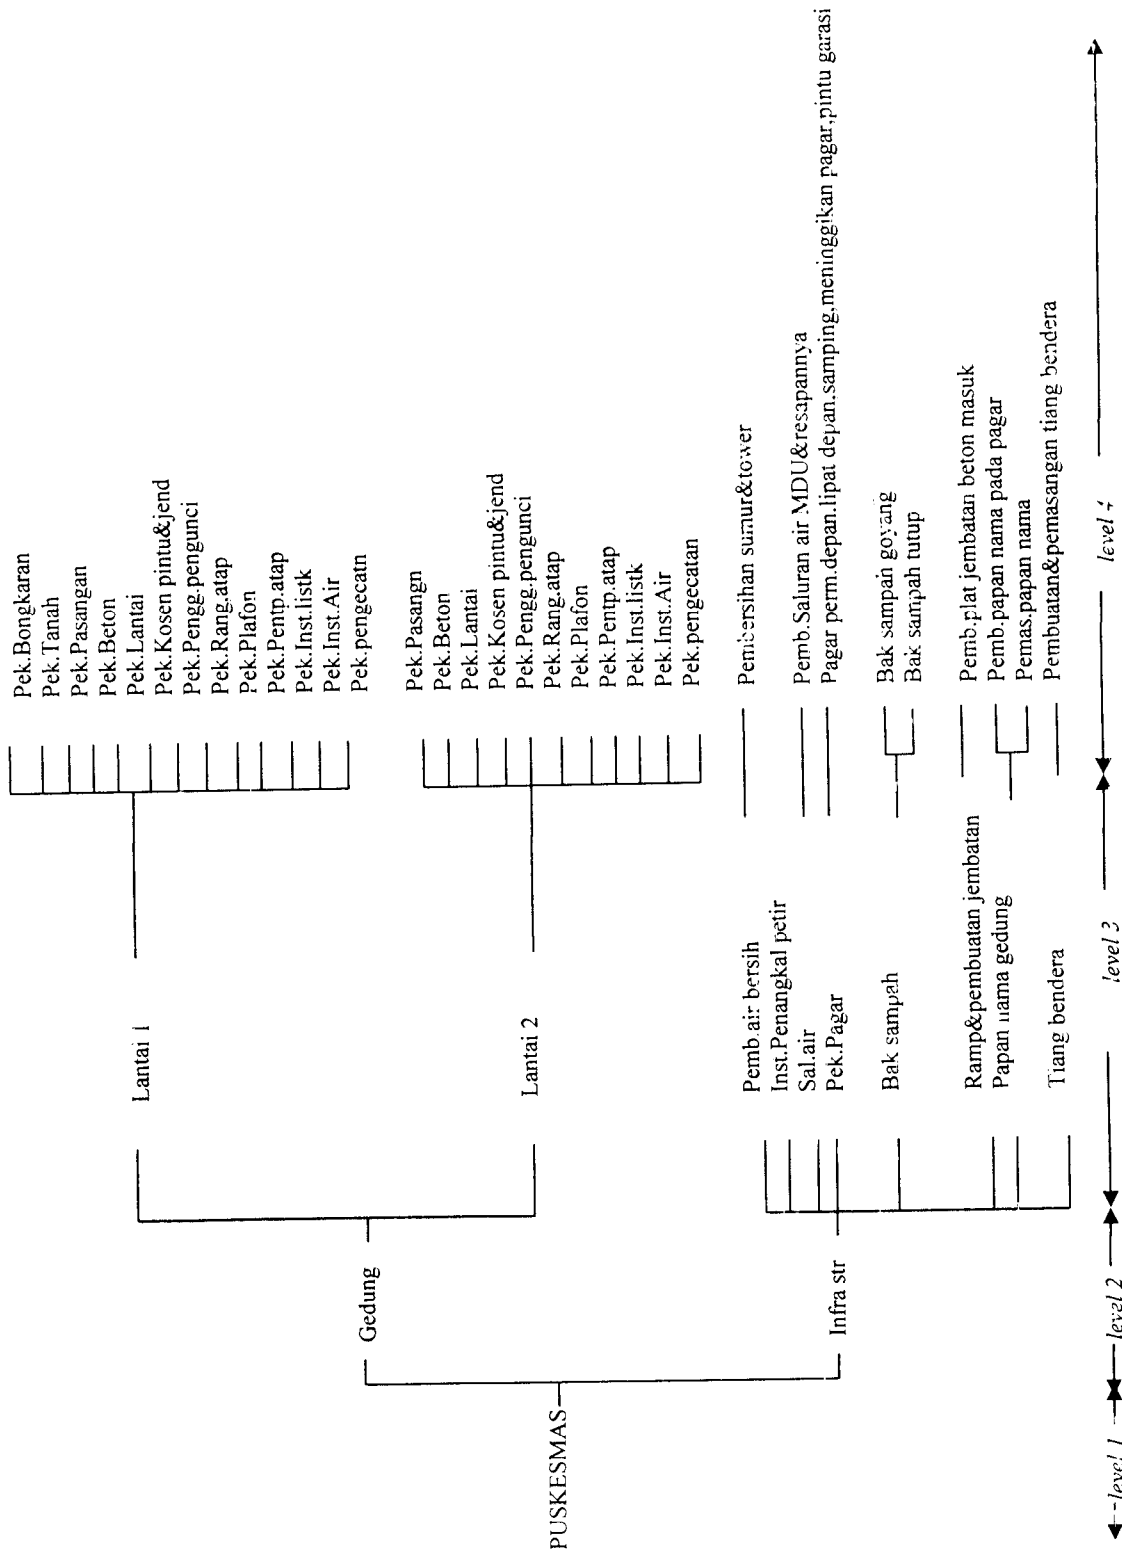 PUSKESMAS
Gedung
Infra str
Lantai 1
Lantai 2
Pemb.air bersih
Inst.Penangkal petir
Sal.air
Pek.Pagar
Bak sampah
Ramp&pembuatan jembatan
Papan nama gedung
Tiang bendera
Pek.Bongkaran
Pek.Tanah
Pek.Pasangan
Pek.Beton
Pek.Lantai
Pek.Kosen pintu&jend
Pek.Pengg.pengunci
Pek.Rang.atap
Pek.Plafon
Pek.Pentp.atap
Pek.Inst.listk
Pek.Inst.Air
Pek.pengecatn
Pek.Pasangn
Pek.Beton
Pek.Lantai
Pek.Kosen pintu&jend
Pek.Pengg.pengunci
Pek.Rang.atap
Pek.Plafon
Pek.Pentp.atap
Pek.Inst.listk
Pek.Inst.Air
Pek.pengecatan
Pembersihan sumur&tower
Pemb.Saluran air MDU&resapannya
Pagar perm.depan.lipat depan.samping,meninggikan pagar,pintu garasi
Bak sampah goyang
Bak sampah tutup
Pemb.plat jembatan beton masuk
Pemb.papan nama pada pagar
Pemas.papan nama
Pembuatan&pemasangan tiang bendera
level 1
level 2
level 3
level 4